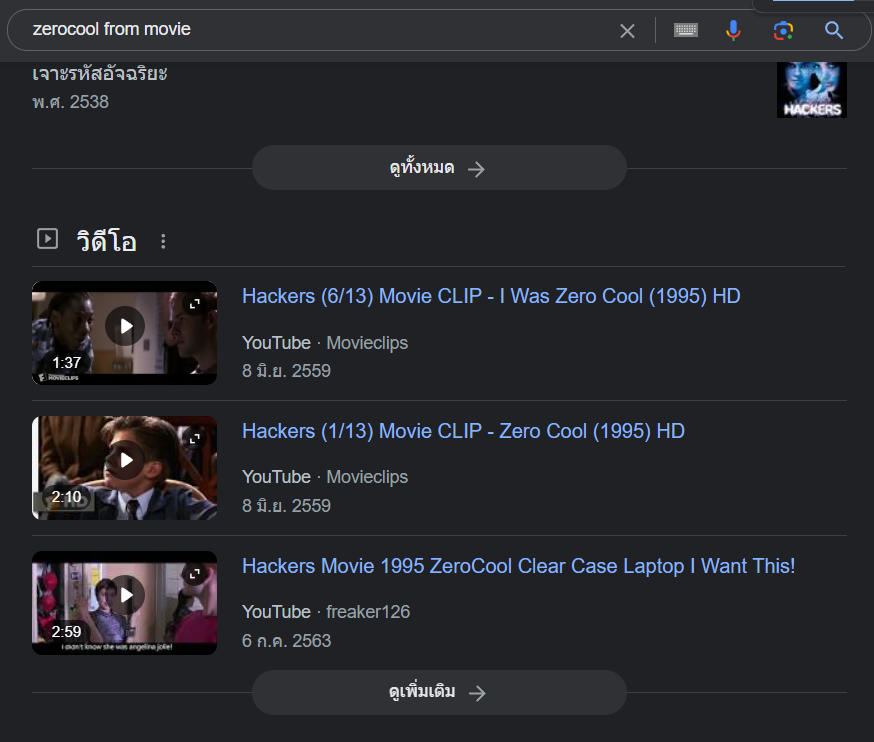 zerocool from movie
เจาะรหัสอัจฉริยะ
พ.ศ. 2538
HACKERS
ดูทั้งหมด
วิดีโอ
Hackers (6/13) Movie CLIP - I Was Zero Cool (1995) HD
YouTube · Movieclips
8 มิ.ย. 2559
1:37
MOVIECLIPS
Hackers (1/13) Movie CLIP - Zero Cool (1995) HD
YouTube · Movieclips
8 มิ.ย. 2559
2:10
HD
Hackers Movie 1995 ZeroCool Clear Case Laptop I Want This!
YouTube · freaker126
6 ก.ค. 2563
2:59
I didn't know she was angelina jolie!
ดูเพิ่มเติม